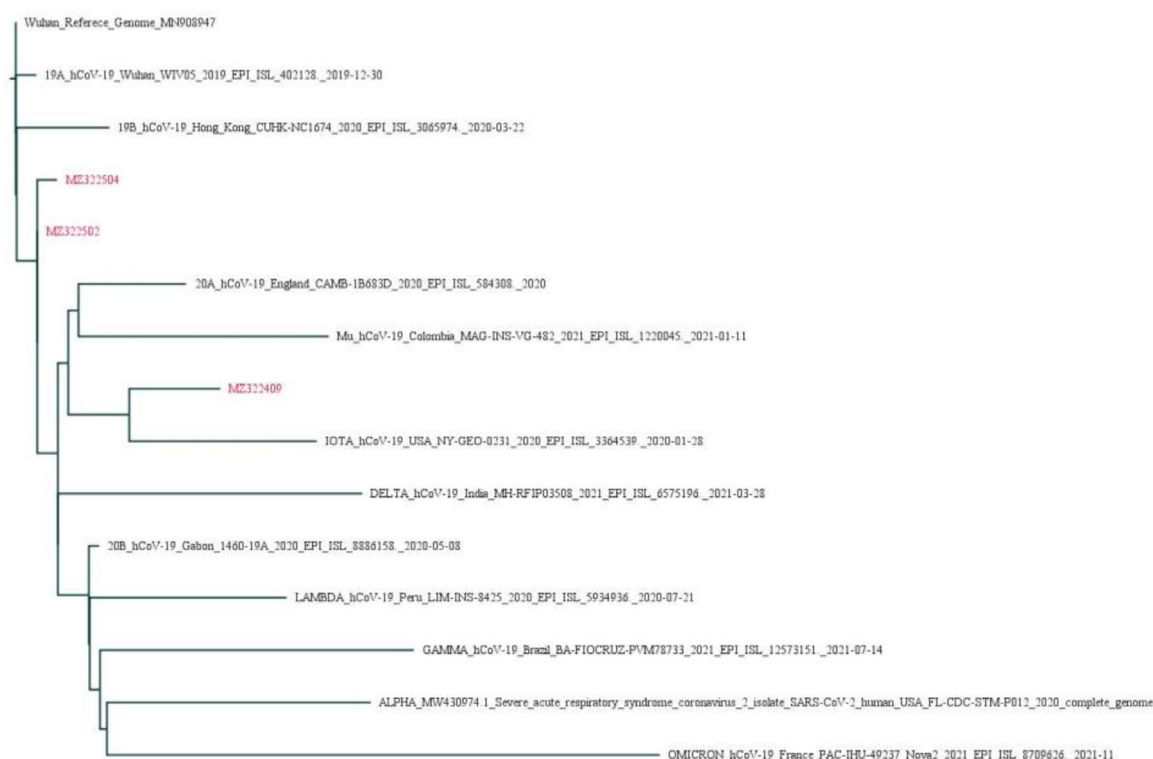 Wuhan_Referece_Genome_MN908947
19A_hCoV-19_Wuhan_WIV05_2019_EPI_ISL_402128._2019-12-30
19B_hCoV-19_Hong_Kong_CUHK-NC1674_2020_EPI_ISL_3065974._2020-03-22
MZ322504
MZ322502
20A_hCoV-19_England_CAMB-1B683D_2020_EPI_ISL_584308._2020
Mu_hCoV-19_Colombia_MAG-INS-VG-482_2021_EPI_ISL_1220045._2021-01-11
MZ322409
IOTA_hCoV-19_USA_NY-GEO-0231_2020_EPI_ISL_3364539._2020-01-28
DELTA_hCoV-19_India_MH-RFIP03508_2021_EPI_ISL_6575196._2021-03-28
20B_hCoV-19_Gabon_1460-19A_2020_EPI_ISL_8886158._2020-05-08
LAMBDA_hCoV-19_Peru_LIM-INS-8425_2020_EPI_ISL_5934936._2020-07-21
GAMMA_hCoV-19_Brazil_BA-FIOCRUZ-PVM78733_2021_EPI_ISL_12573151._2021-07-14
ALPHA_MW430974.1_Severe_acute_respiratory_syndrome_coronavirus_2_isolate_SARS-CoV-2_human_USA_FL-CDC-STM-P012_2020_complete_genome
OMICRON_hCoV-19_France_PAC-IHU-49237_Nova2_2021_EPI_ISL_8709626._2021-11